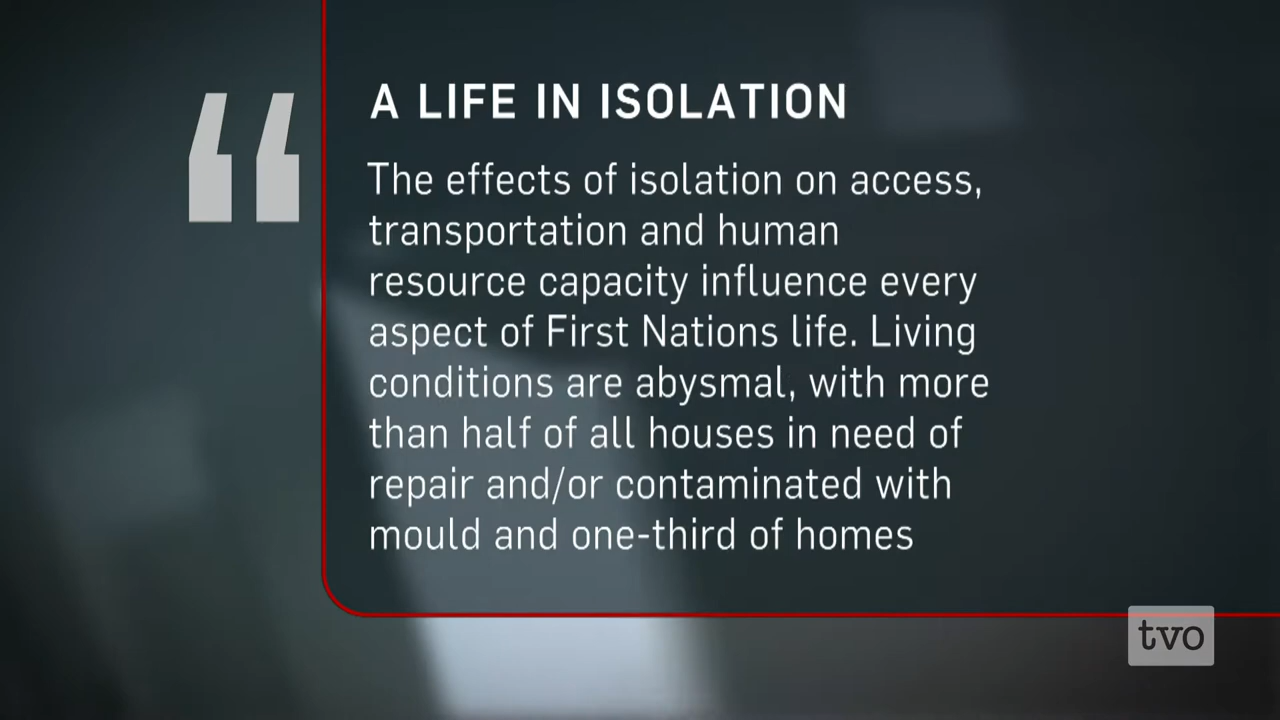 “
A LIFE IN ISOLATION
The effects of isolation on access,
transportation and human
resource capacity influence every
aspect of First Nations life. Living
conditions are abysmal, with more
than half of all houses in need of
repair and/or contaminated with
mould and one-third of homes
tvo